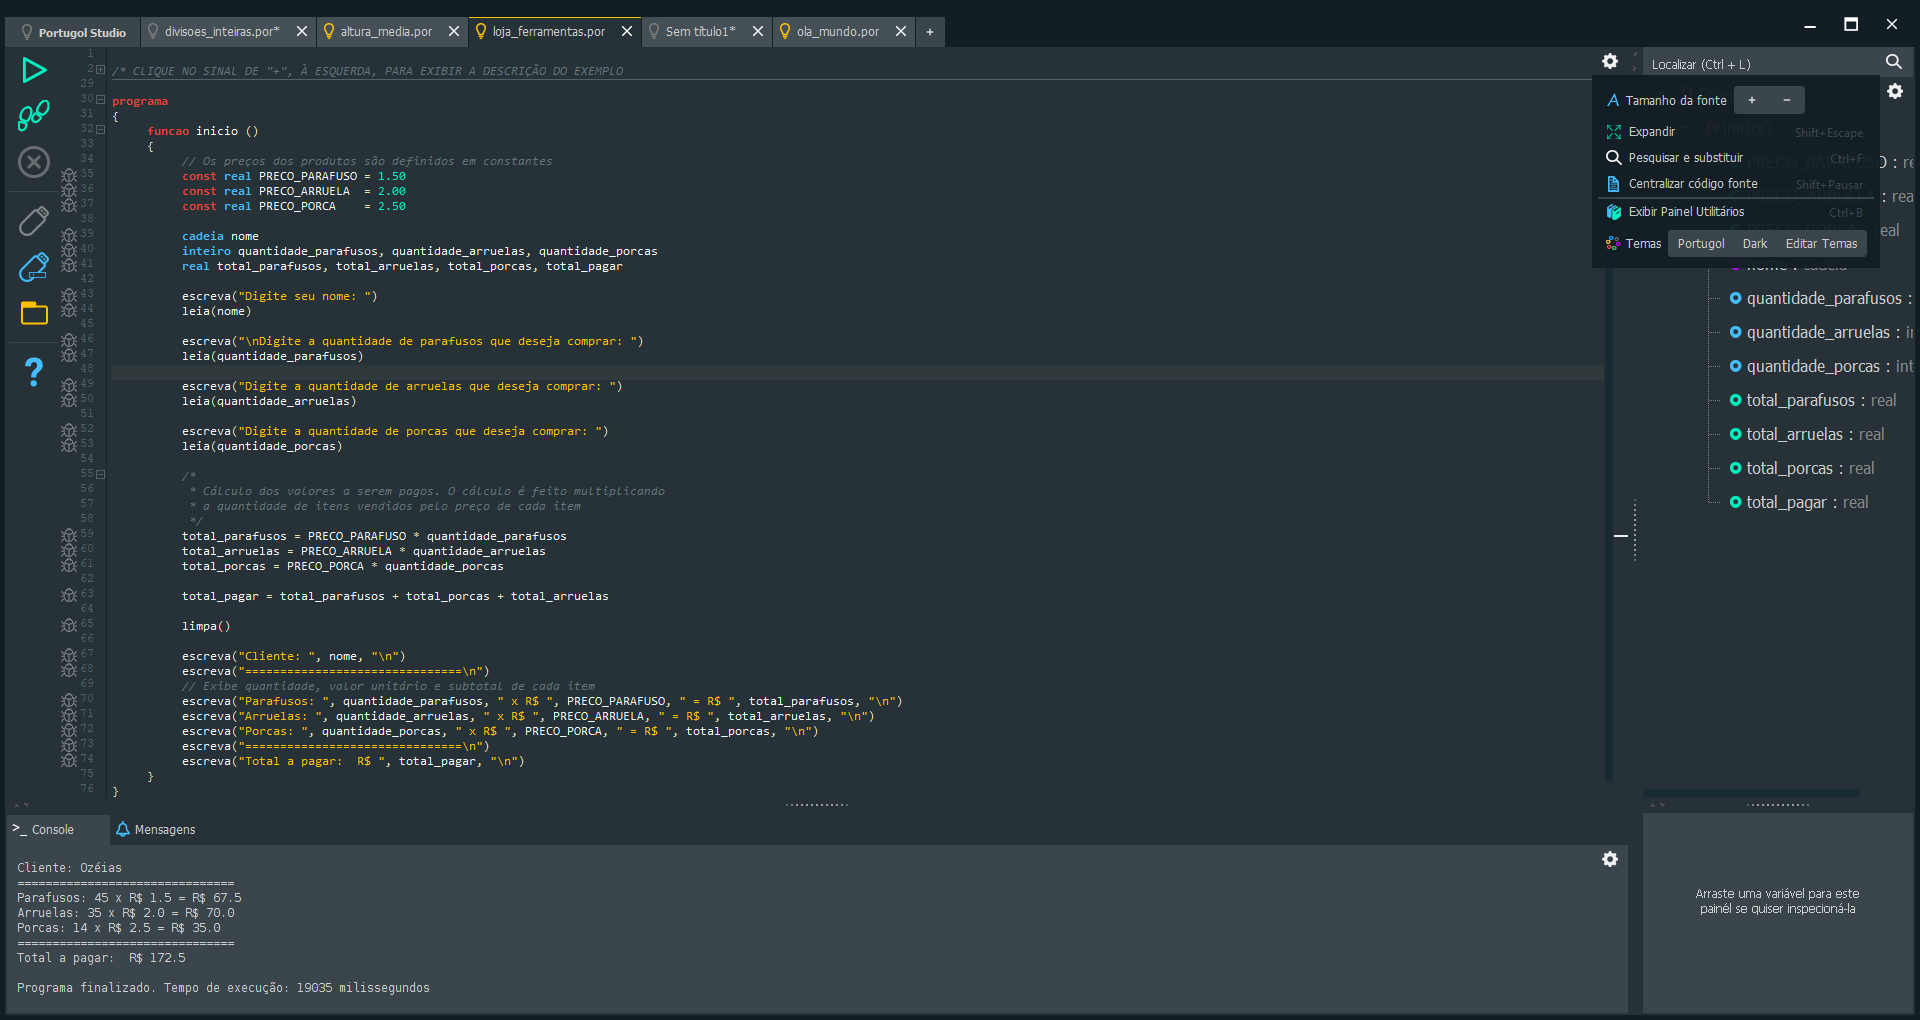 Portugol Studio
divisoes_inteiras.por*
altura_media.por
loja_ferramentas.por
Sem título1*
ola_mundo.por
+
1
2 /* CLIQUE NO SINAL DE "+", À ESQUERDA, PARA EXIBIR A DESCRIÇÃO DO EXEMPLO
29
30 programa
31 {
32 funcao inicio ()
33 {
34 // Os preços dos produtos são definidos em constantes
35 const real PRECO_PARAFUSO = 1.50
36 const real PRECO_ARRUELA  = 2.00
37 const real PRECO_PORCA    = 2.50
38
39 cadeia nome
40 inteiro quantidade_parafusos, quantidade_arruelas, quantidade_porcas
41 real total_parafusos, total_arruelas, total_porcas, total_pagar
42
43 escreva("Digite seu nome: ")
44 leia(nome)
45
46 escreva("\nDigite a quantidade de parafusos que deseja comprar: ")
47 leia(quantidade_parafusos)
48
49 escreva("Digite a quantidade de arruelas que deseja comprar: ")
50 leia(quantidade_arruelas)
51
52 escreva("Digite a quantidade de porcas que deseja comprar: ")
53 leia(quantidade_porcas)
54
55 /*
56 * Cálculo dos valores a serem pagos. O cálculo é feito multiplicando
57 * a quantidade de itens vendidos pelo preço de cada item
58 */
59 total_parafusos = PRECO_PARAFUSO * quantidade_parafusos
60 total_arruelas = PRECO_ARRUELA * quantidade_arruelas
61 total_porcas = PRECO_PORCA * quantidade_porcas
62
63 total_pagar = total_parafusos + total_porcas + total_arruelas
64
65 limpa()
66
67 escreva("Cliente: ", nome, "\n")
68 escreva("===============================\n")
69 // Exibe quantidade, valor unitário e subtotal de cada item
70 escreva("Parafusos: ", quantidade_parafusos, " x R$ ", PRECO_PARAFUSO, " = R$ ", total_parafusos, "\n")
71 escreva("Arruelas: ", quantidade_arruelas, " x R$ ", PRECO_ARRUELA, " = R$ ", total_arruelas, "\n")
72 escreva("Porcas: ", quantidade_porcas, " x R$ ", PRECO_PORCA, " = R$ ", total_porcas, "\n")
73 escreva("===============================\n")
74 escreva("Total a pagar:  R$ ", total_pagar, "\n")
75 }
76 }
Localizar (Ctrl + L)
A Tamanho da fonte + -
Expandir Shift+Escape
Pesquisar e substituir Ctrl+F
Centralizar código fonte Shift+Pausar
Exibir Painel Utilitários Ctrl+B
Temas Portugol Dark Editar Temas
quantidade_parafusos :
quantidade_arruelas : in
quantidade_porcas : int
total_parafusos : real
total_arruelas : real
total_porcas : real
total_pagar : real
>_ Console
Mensagens
Cliente: Ozéias
===============================
Parafusos: 45 x R$ 1.5 = R$ 67.5
Arruelas: 35 x R$ 2.0 = R$ 70.0
Porcas: 14 x R$ 2.5 = R$ 35.0
===============================
Total a pagar:  R$ 172.5
Programa finalizado. Tempo de execução: 19035 milissegundos
Arraste uma variável para este
painél se quiser inspecioná-la